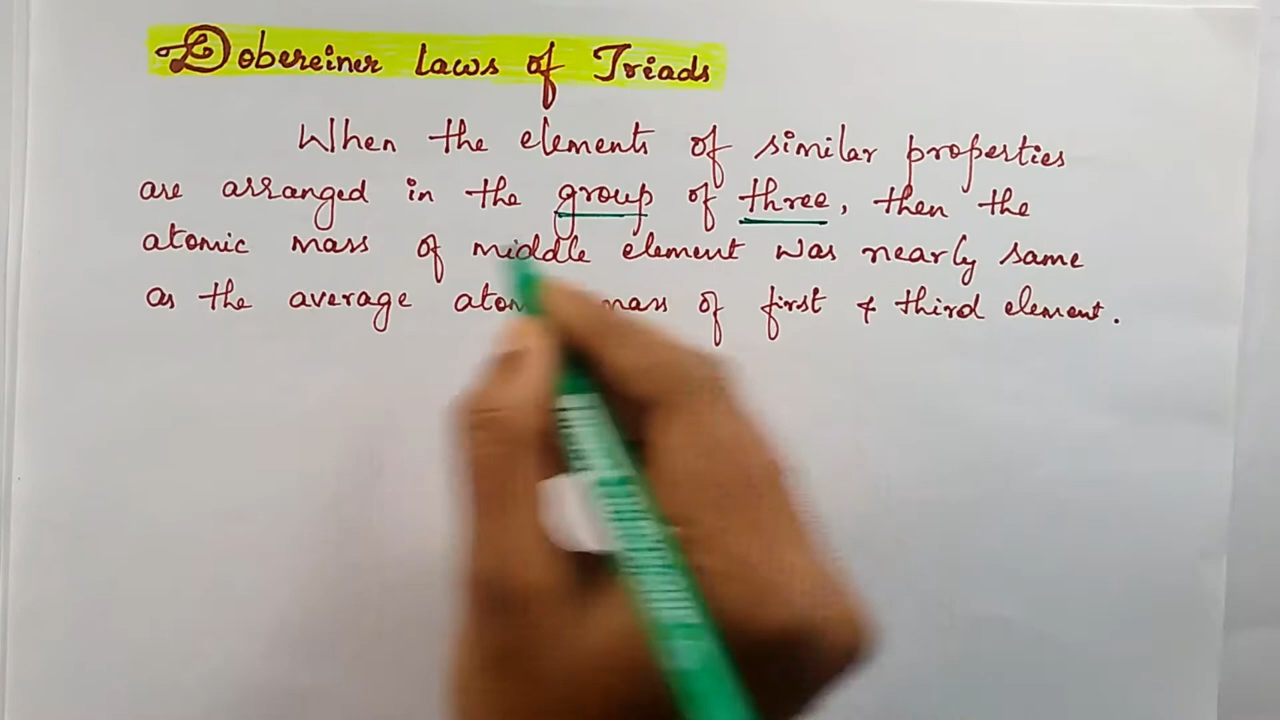 Dobereiner Laws of Triads
When the elements of similar properties
are arranged in the group of three, then the
atomic mass of middle element was nearly same
as the average mass of first & third element.